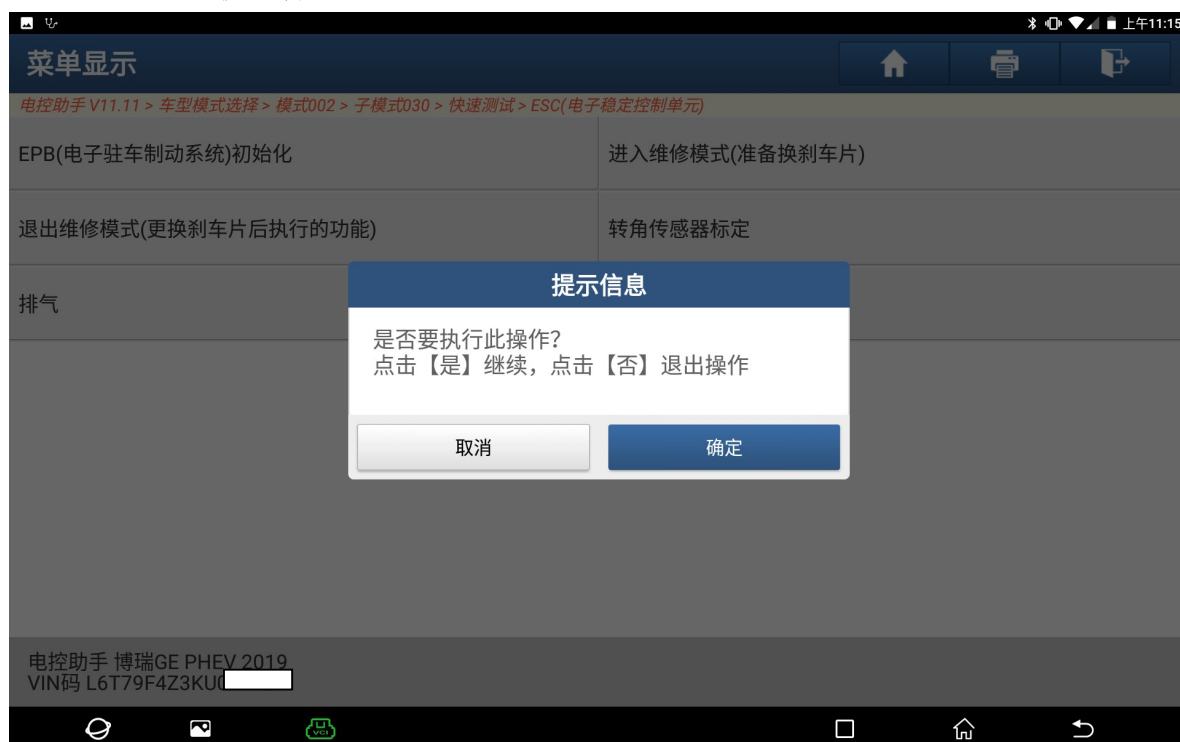 上午11:15
菜单显示
电控助手 V11.11 > 车型模式选择 > 模式002 > 子模式030 > 快速测试 > ESC(电子稳定控制单元)
EPB(电子驻车制动系统)初始化
进入维修模式(准备换刹车片)
退出维修模式(更换刹车片后执行的功能)
转角传感器标定
排气
提示信息
是否要执行此操作?
点击【是】继续，点击【否】退出操作
取消
确定
电控助手 博瑞GE PHEV 2019
VIN码 L6T79F4Z3KU0
VCI